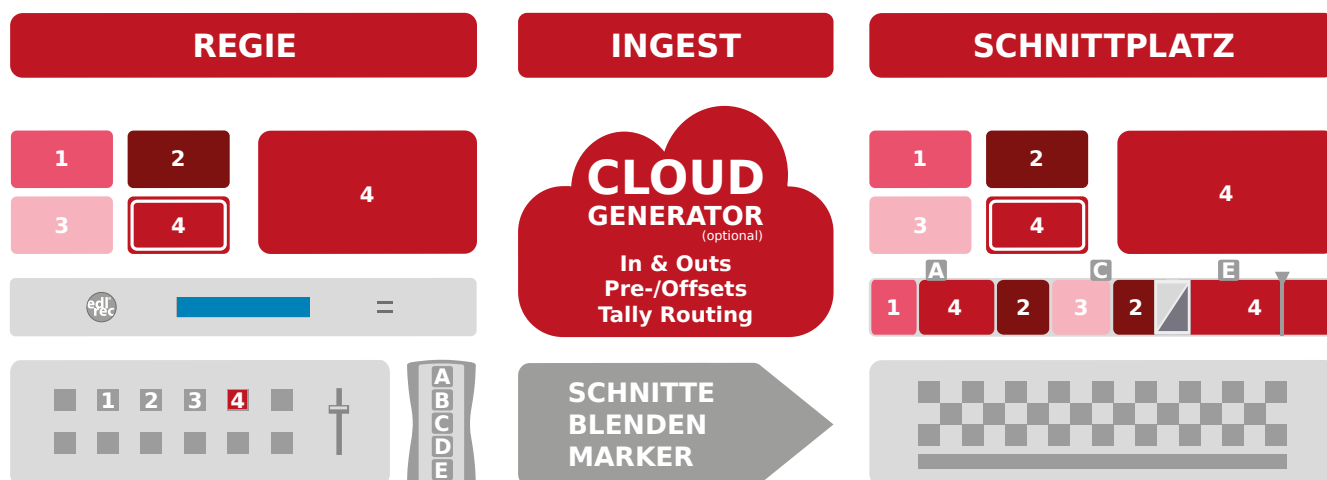 REGIE
INGEST
SCHNITTPLATZ
1
2
4
3
4
CLOUD
GENERATOR
(optional)
In & Outs
Pre-/Offsets
Tally Routing
1
2
4
3
4
edl
rec
A
C
E
1
4
2
3
2
4
1
2
3
4
A
B
C
D
E
SCHNITTE
BLENDEN
MARKER